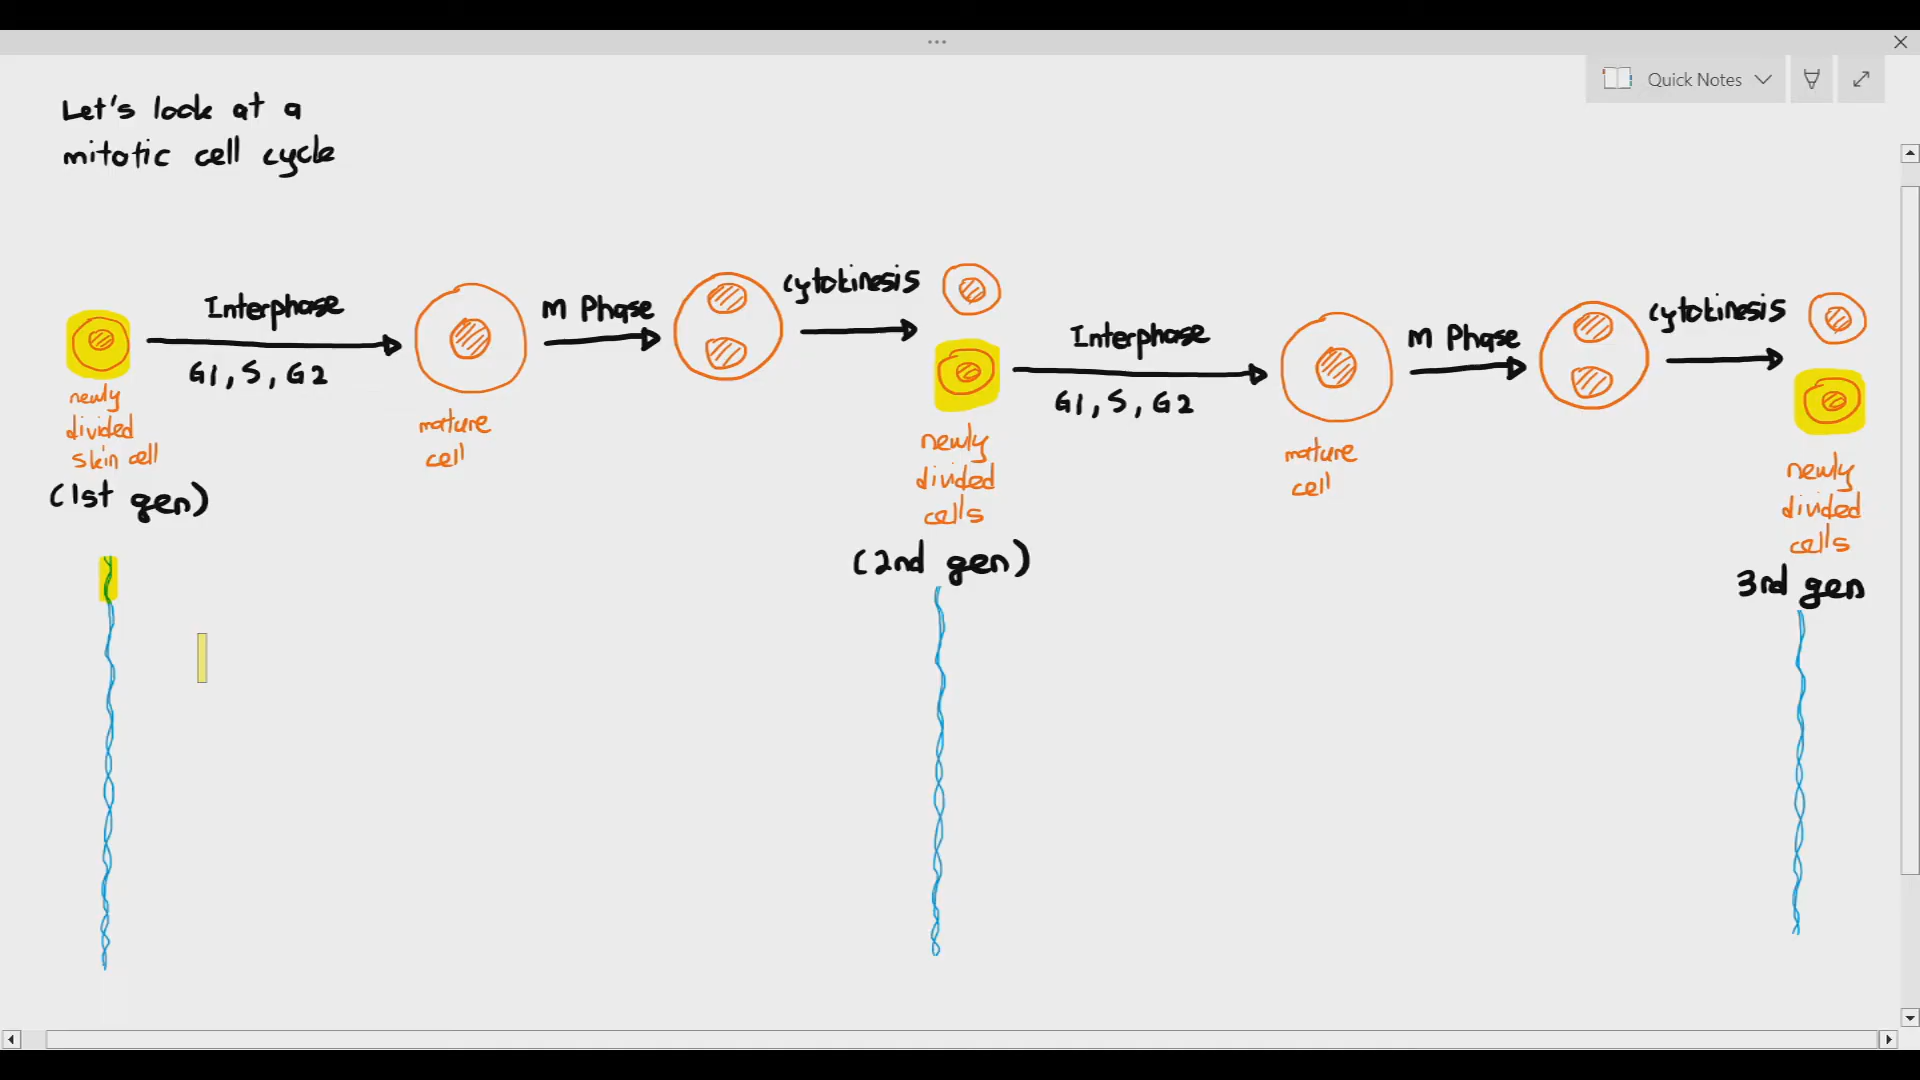 Quick Notes
Let's look at a
mitotic cell cycle
Interphase
G1, S, G2
newly
divided
skin cell
(1st gen)
mature
cell
M Phase
cytokinesis
newly
divided
cells
(2nd gen)
Interphase
G1, S, G2
mature
cell
M Phase
cytokinesis
newly
divided
cells
3rd gen